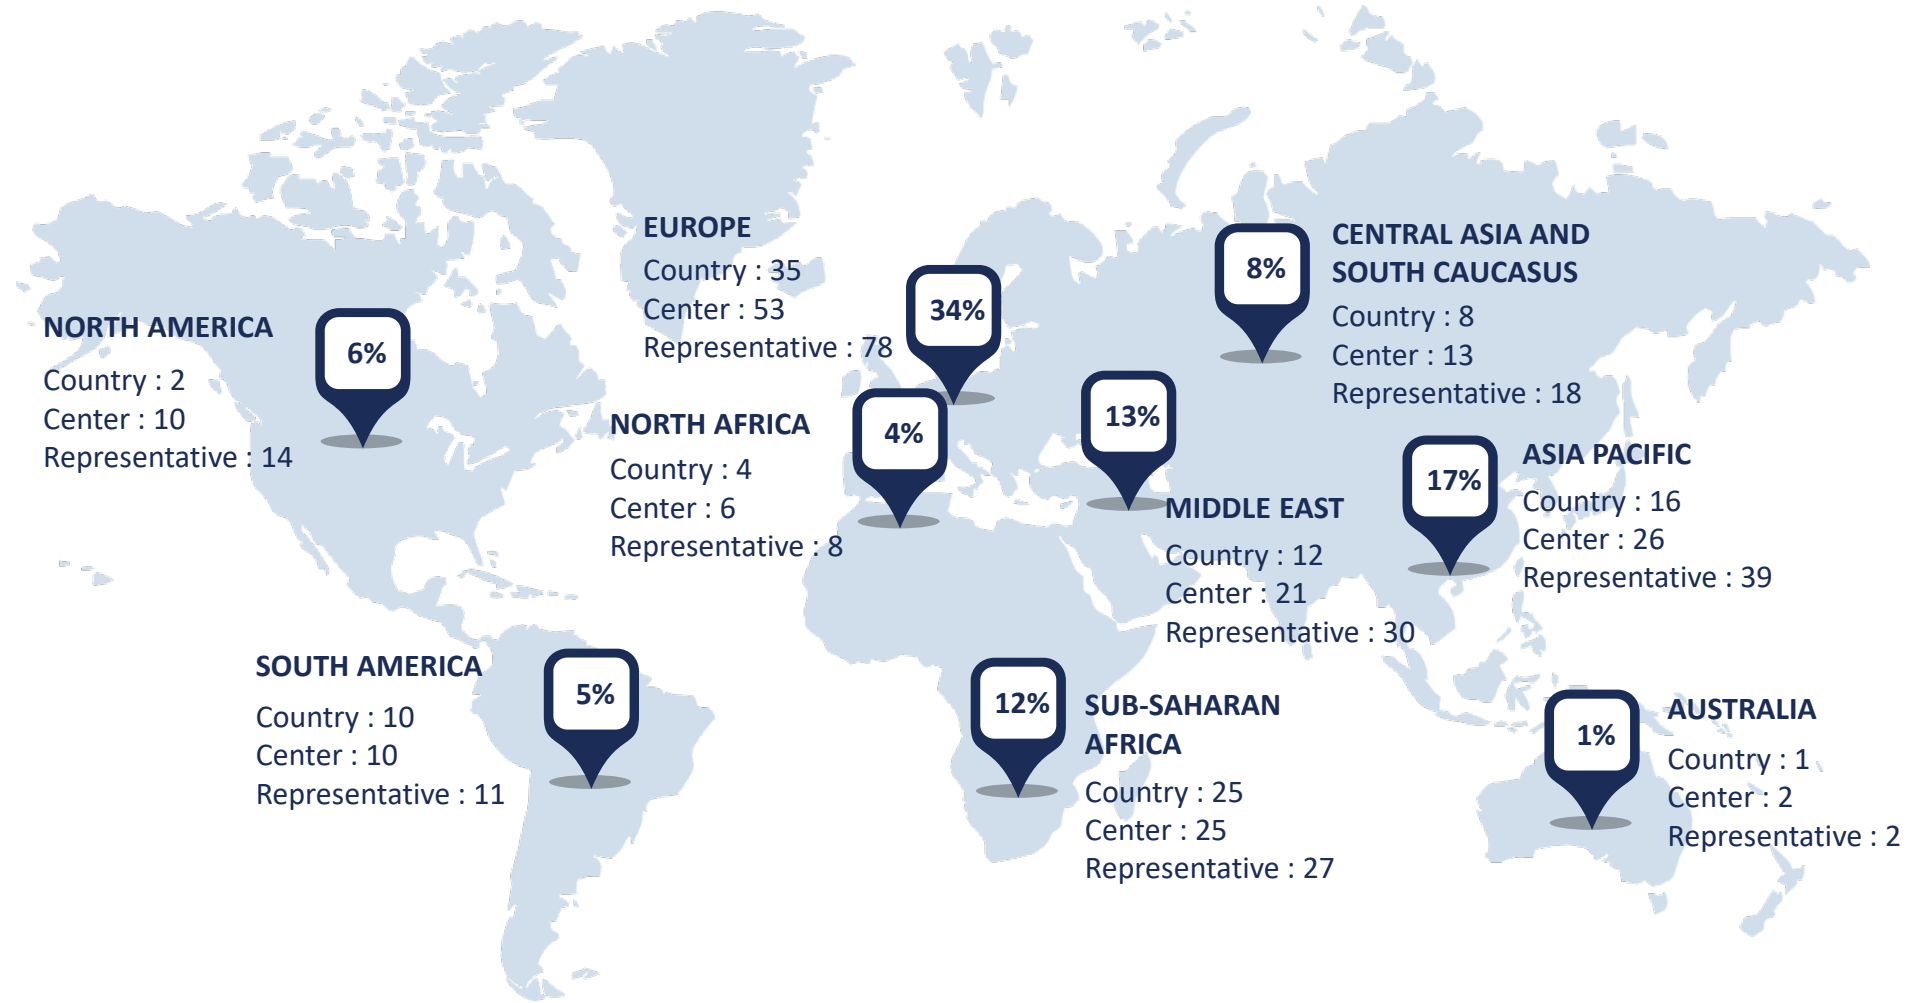 EUROPE
Country : 35
Center : 53
Representative : 78
34%
CENTRAL ASIA AND
SOUTH CAUCASUS
Country : 8
Center : 13
Representative : 18
8%
NORTH AMERICA
Country : 2
Center : 10
Representative : 14
6%
NORTH AFRICA
Country : 4
Center : 6
Representative : 8
4%
13%
MIDDLE EAST
Country : 12
Center : 21
Representative : 30
17%
ASIA PACIFIC
Country : 16
Center : 26
Representative : 39
SOUTH AMERICA
Country : 10
Center : 10
Representative : 11
5%
12%
SUB-SAHARAN
AFRICA
Country : 25
Center : 25
Representative : 27
1%
AUSTRALIA
Country : 1
Center : 2
Representative : 2